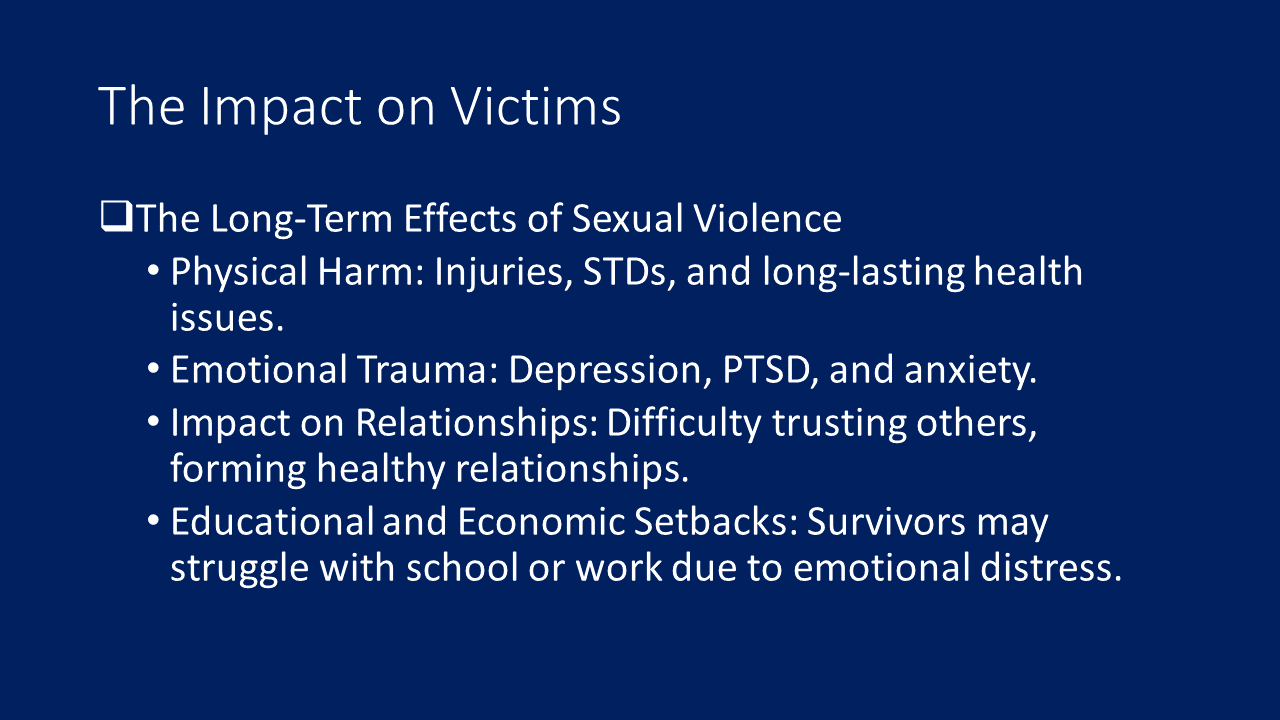 The Impact on Victims
❑The Long-Term Effects of Sexual Violence
• Physical Harm: Injuries, STDs, and long-lasting health
issues.
• Emotional Trauma: Depression, PTSD, and anxiety.
• Impact on Relationships: Difficulty trusting others,
forming healthy relationships.
• Educational and Economic Setbacks: Survivors may
struggle with school or work due to emotional distress.